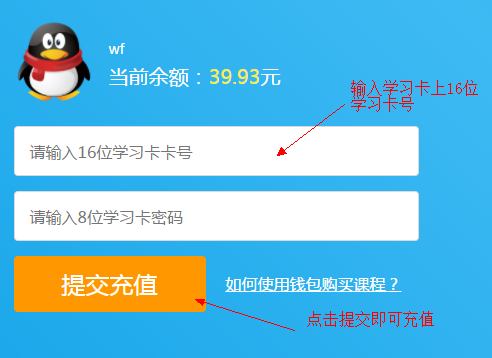 wf
当前余额：39.93元
输入学习卡上16位
学习卡号
请输入16位学习卡卡号
请输入8位学习卡密码
提交充值
如何使用钱包购买课程？
点击提交即可充值